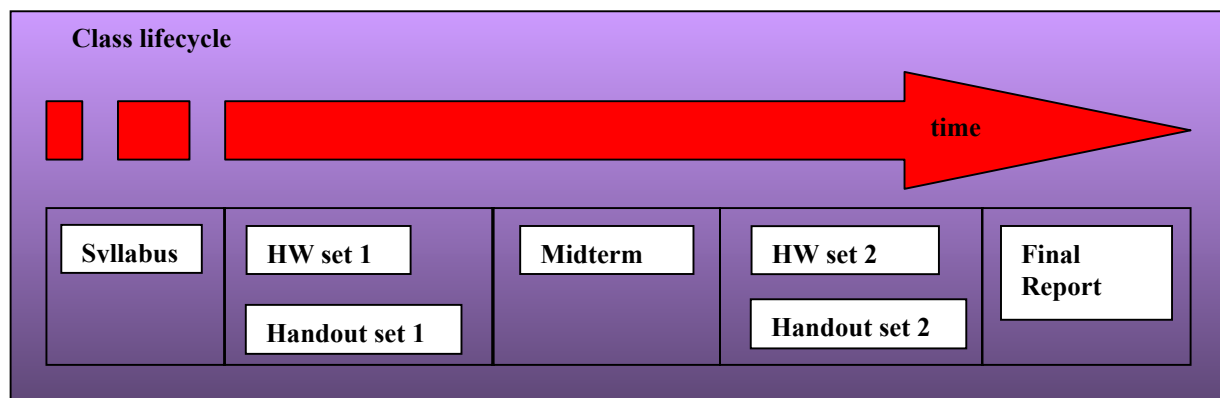 Class lifecycle
time
Svllabus
HW set 1
Handout set 1
Midterm
HW set 2
Handout set 2
Final
Report